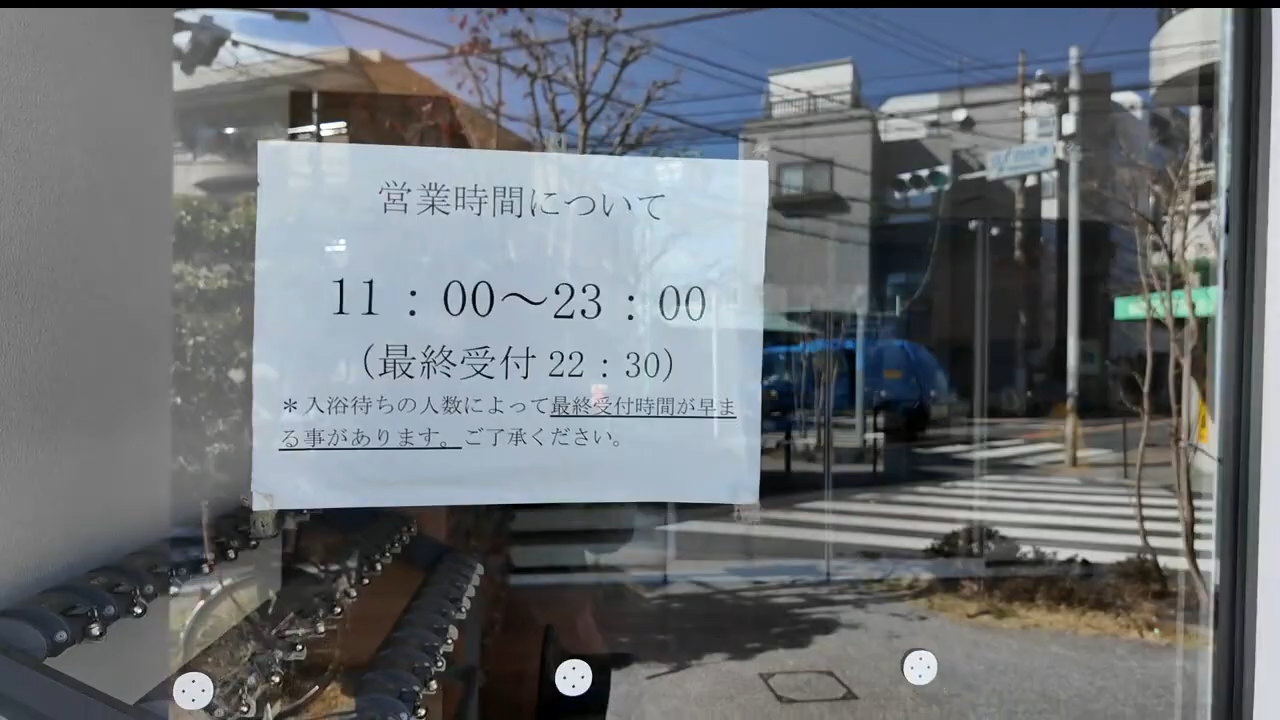 営業時間について
11：00～23：00
（最終受付 22：30）
＊入浴待ちの人数によって最終受付時間が早ま
る事があります。ご了承ください。